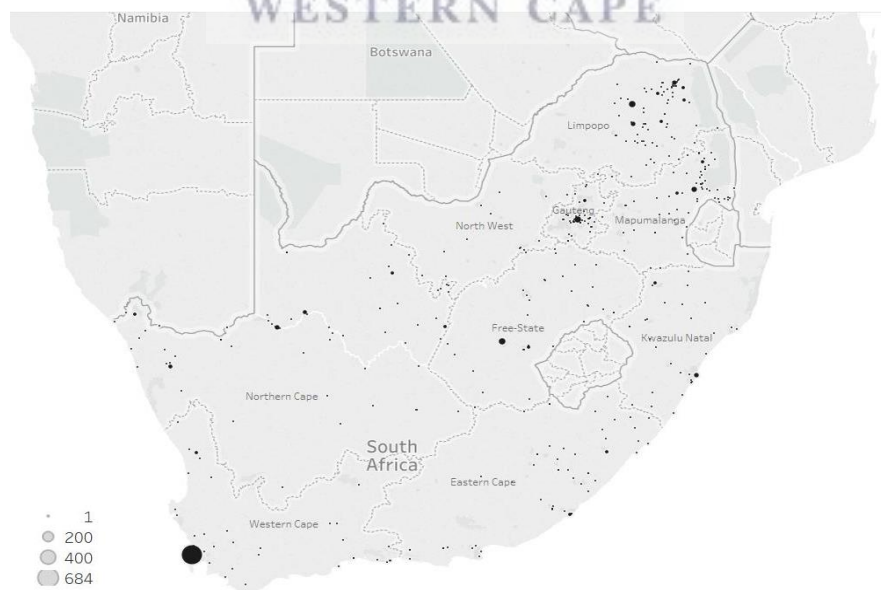 WESTERN CAPE
Namibia
Botswana
Limpopo
Gauteng
Mapumalanga
North West
Free-State
Kwazulu Natal
Northern Cape
South
Africa
Eastern Cape
Western Cape
1
200
400
684